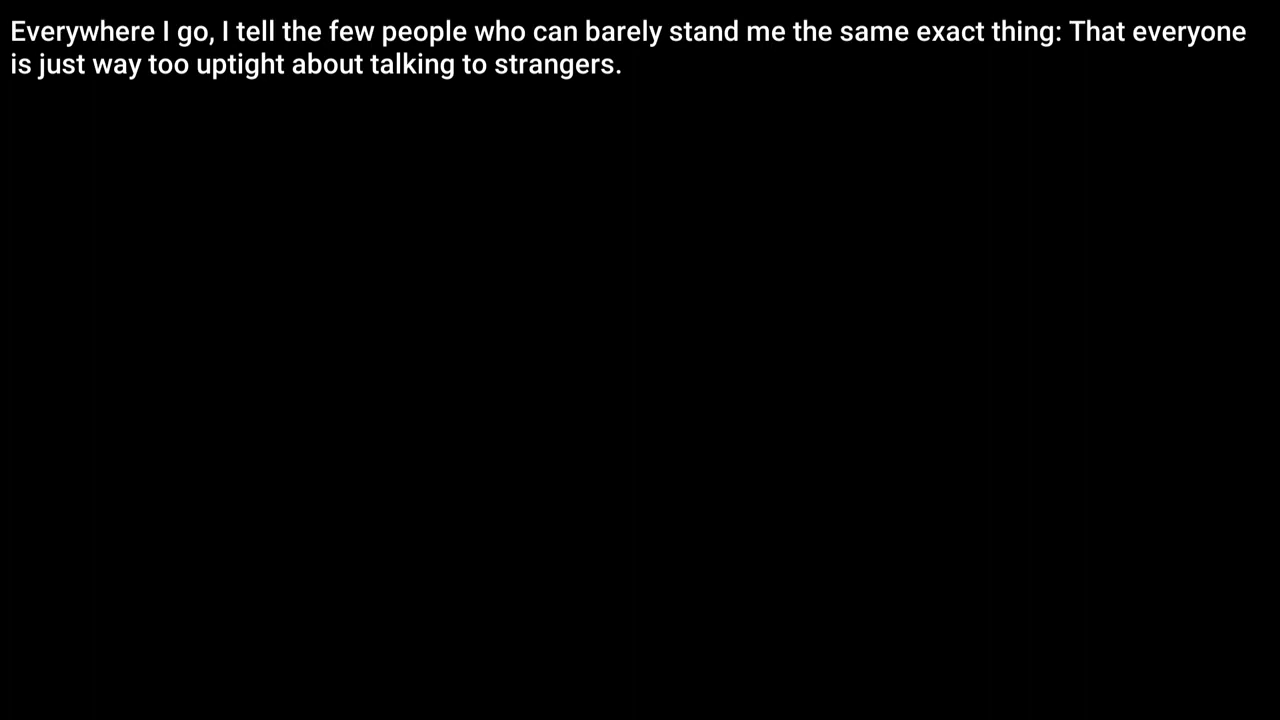 Everywhere I go, I tell the few people who can barely stand me the same exact thing: That everyone
is just way too uptight about talking to strangers.